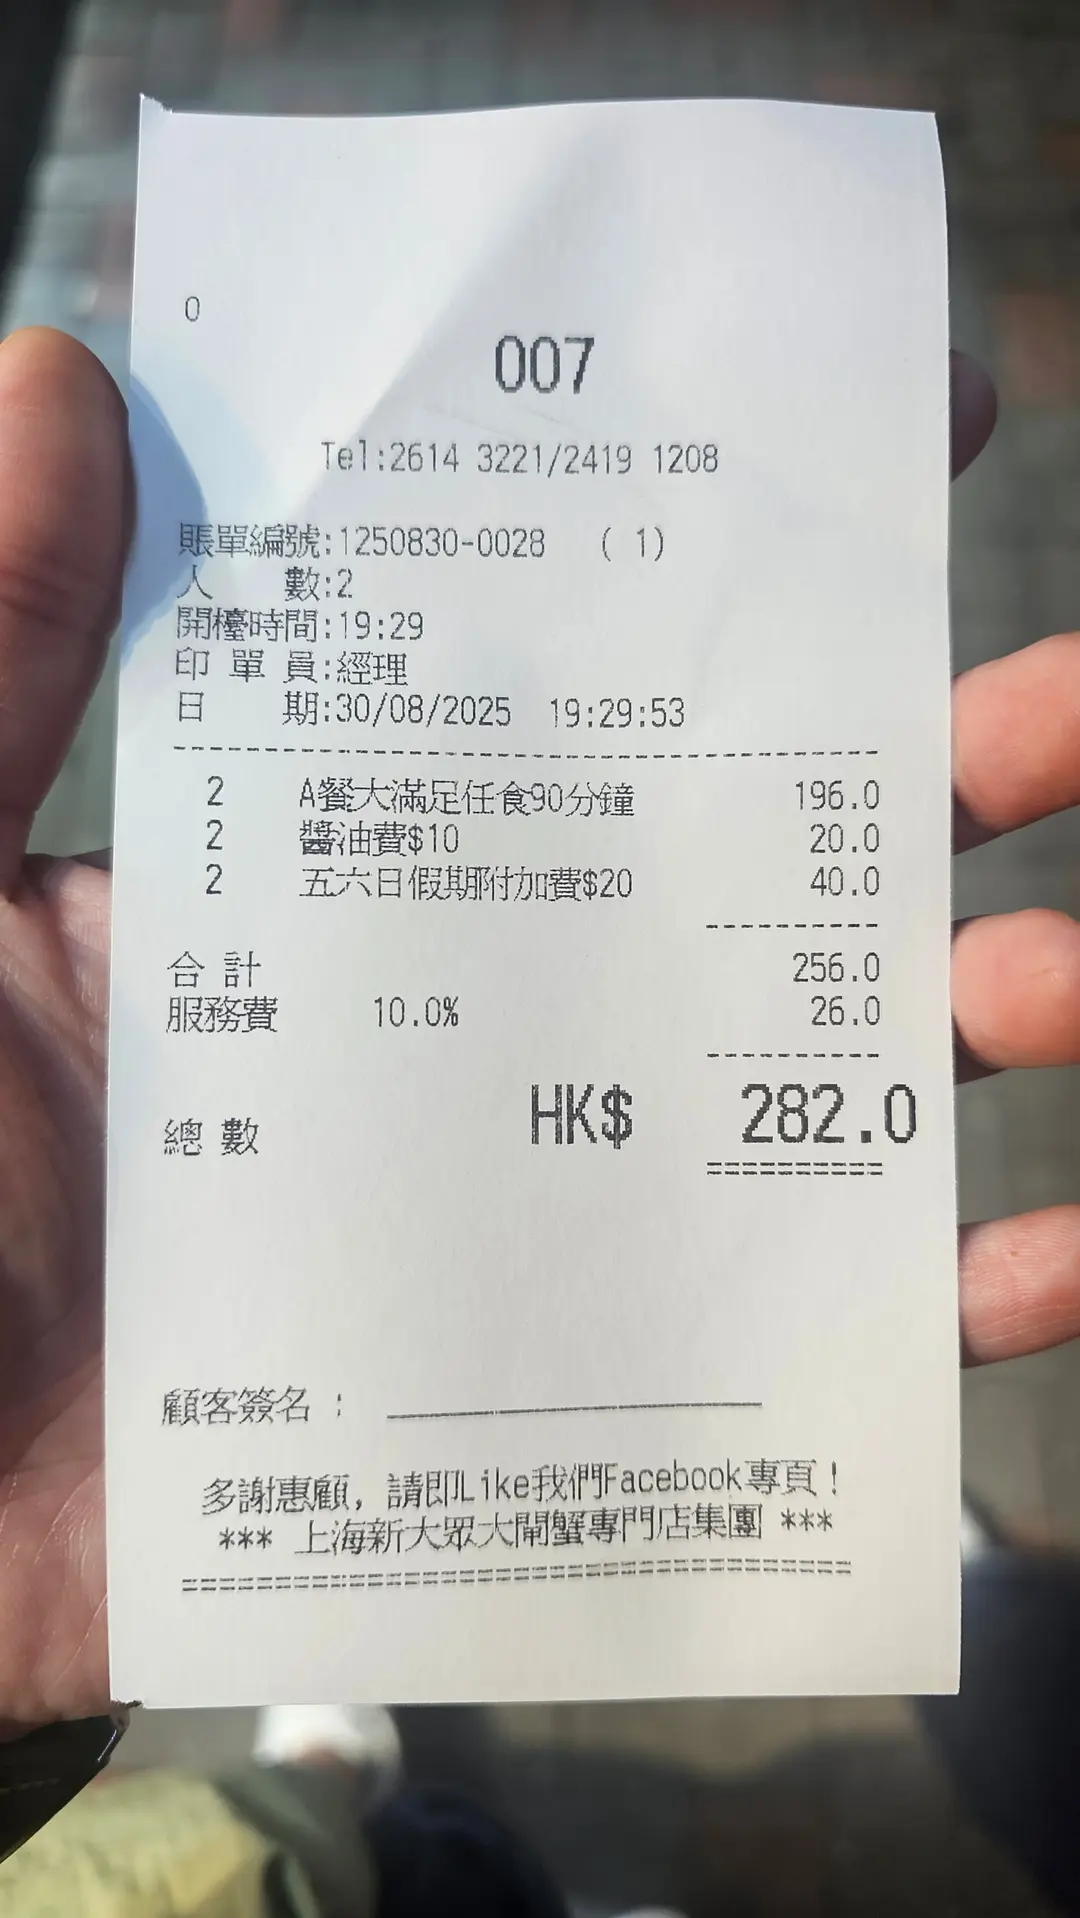 0
007
Tel:2614 3221/2419 1208
賬單編號:1250830-0028 ( 1)
人 數:2
開檯時間:19:29
印 單 員:經理
日 期:30/08/2025 19:29:53
2 A餐大滿足任食90分鐘 196.0
2 醬油費$10 20.0
2 五六日假期附加費$20 40.0
合 計 256.0
服務費 10.0% 26.0
總 數 HK$ 282.0
顧客簽名 :
多謝惠顧, 請即Like我們Facebook專頁!
*** 上海新大眾大閘蟹專門店集團 ***